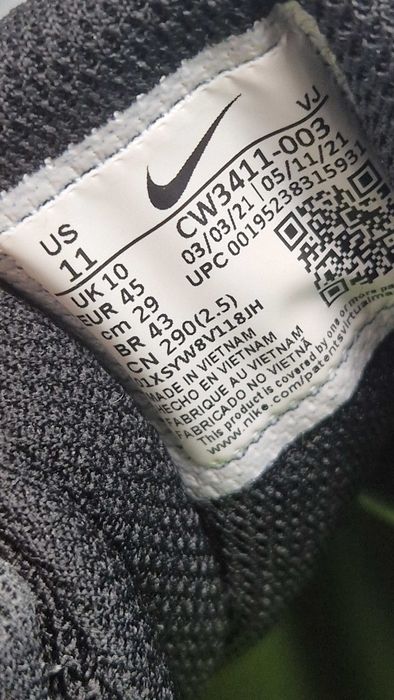 VJ
US
11
CW3411-003
03/03/21 | 05/11/21
UPC 00195238315931
UK 10
EUR 45
cm 29
BR 43
CN 290(2.5)
1XSYW8V118JH
MADE IN VIETNAM
HECHO EN VIETNAM
FABRIQUE AU VIETNAM
FABRICADO NO VIETNÃ
This product is covered by one or more
www.nike.com/patentsvirtualma